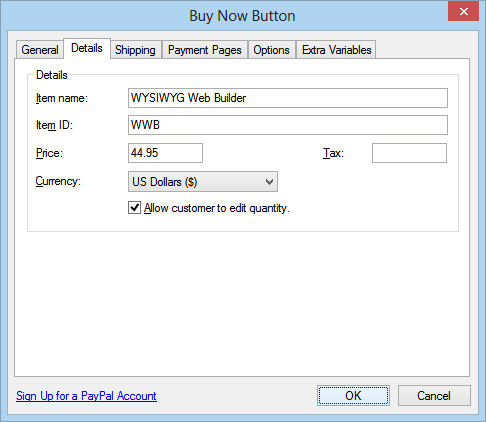 Buy Now Button
General Details Shipping Payment Pages Options Extra Variables
Details
Item name: WYSIWYG Web Builder
Item ID: WWB
Price: 44.95 Tax:
Currency: US Dollars ($)
Allow customer to edit quantity.
Sign Up for a PayPal Account OK Cancel